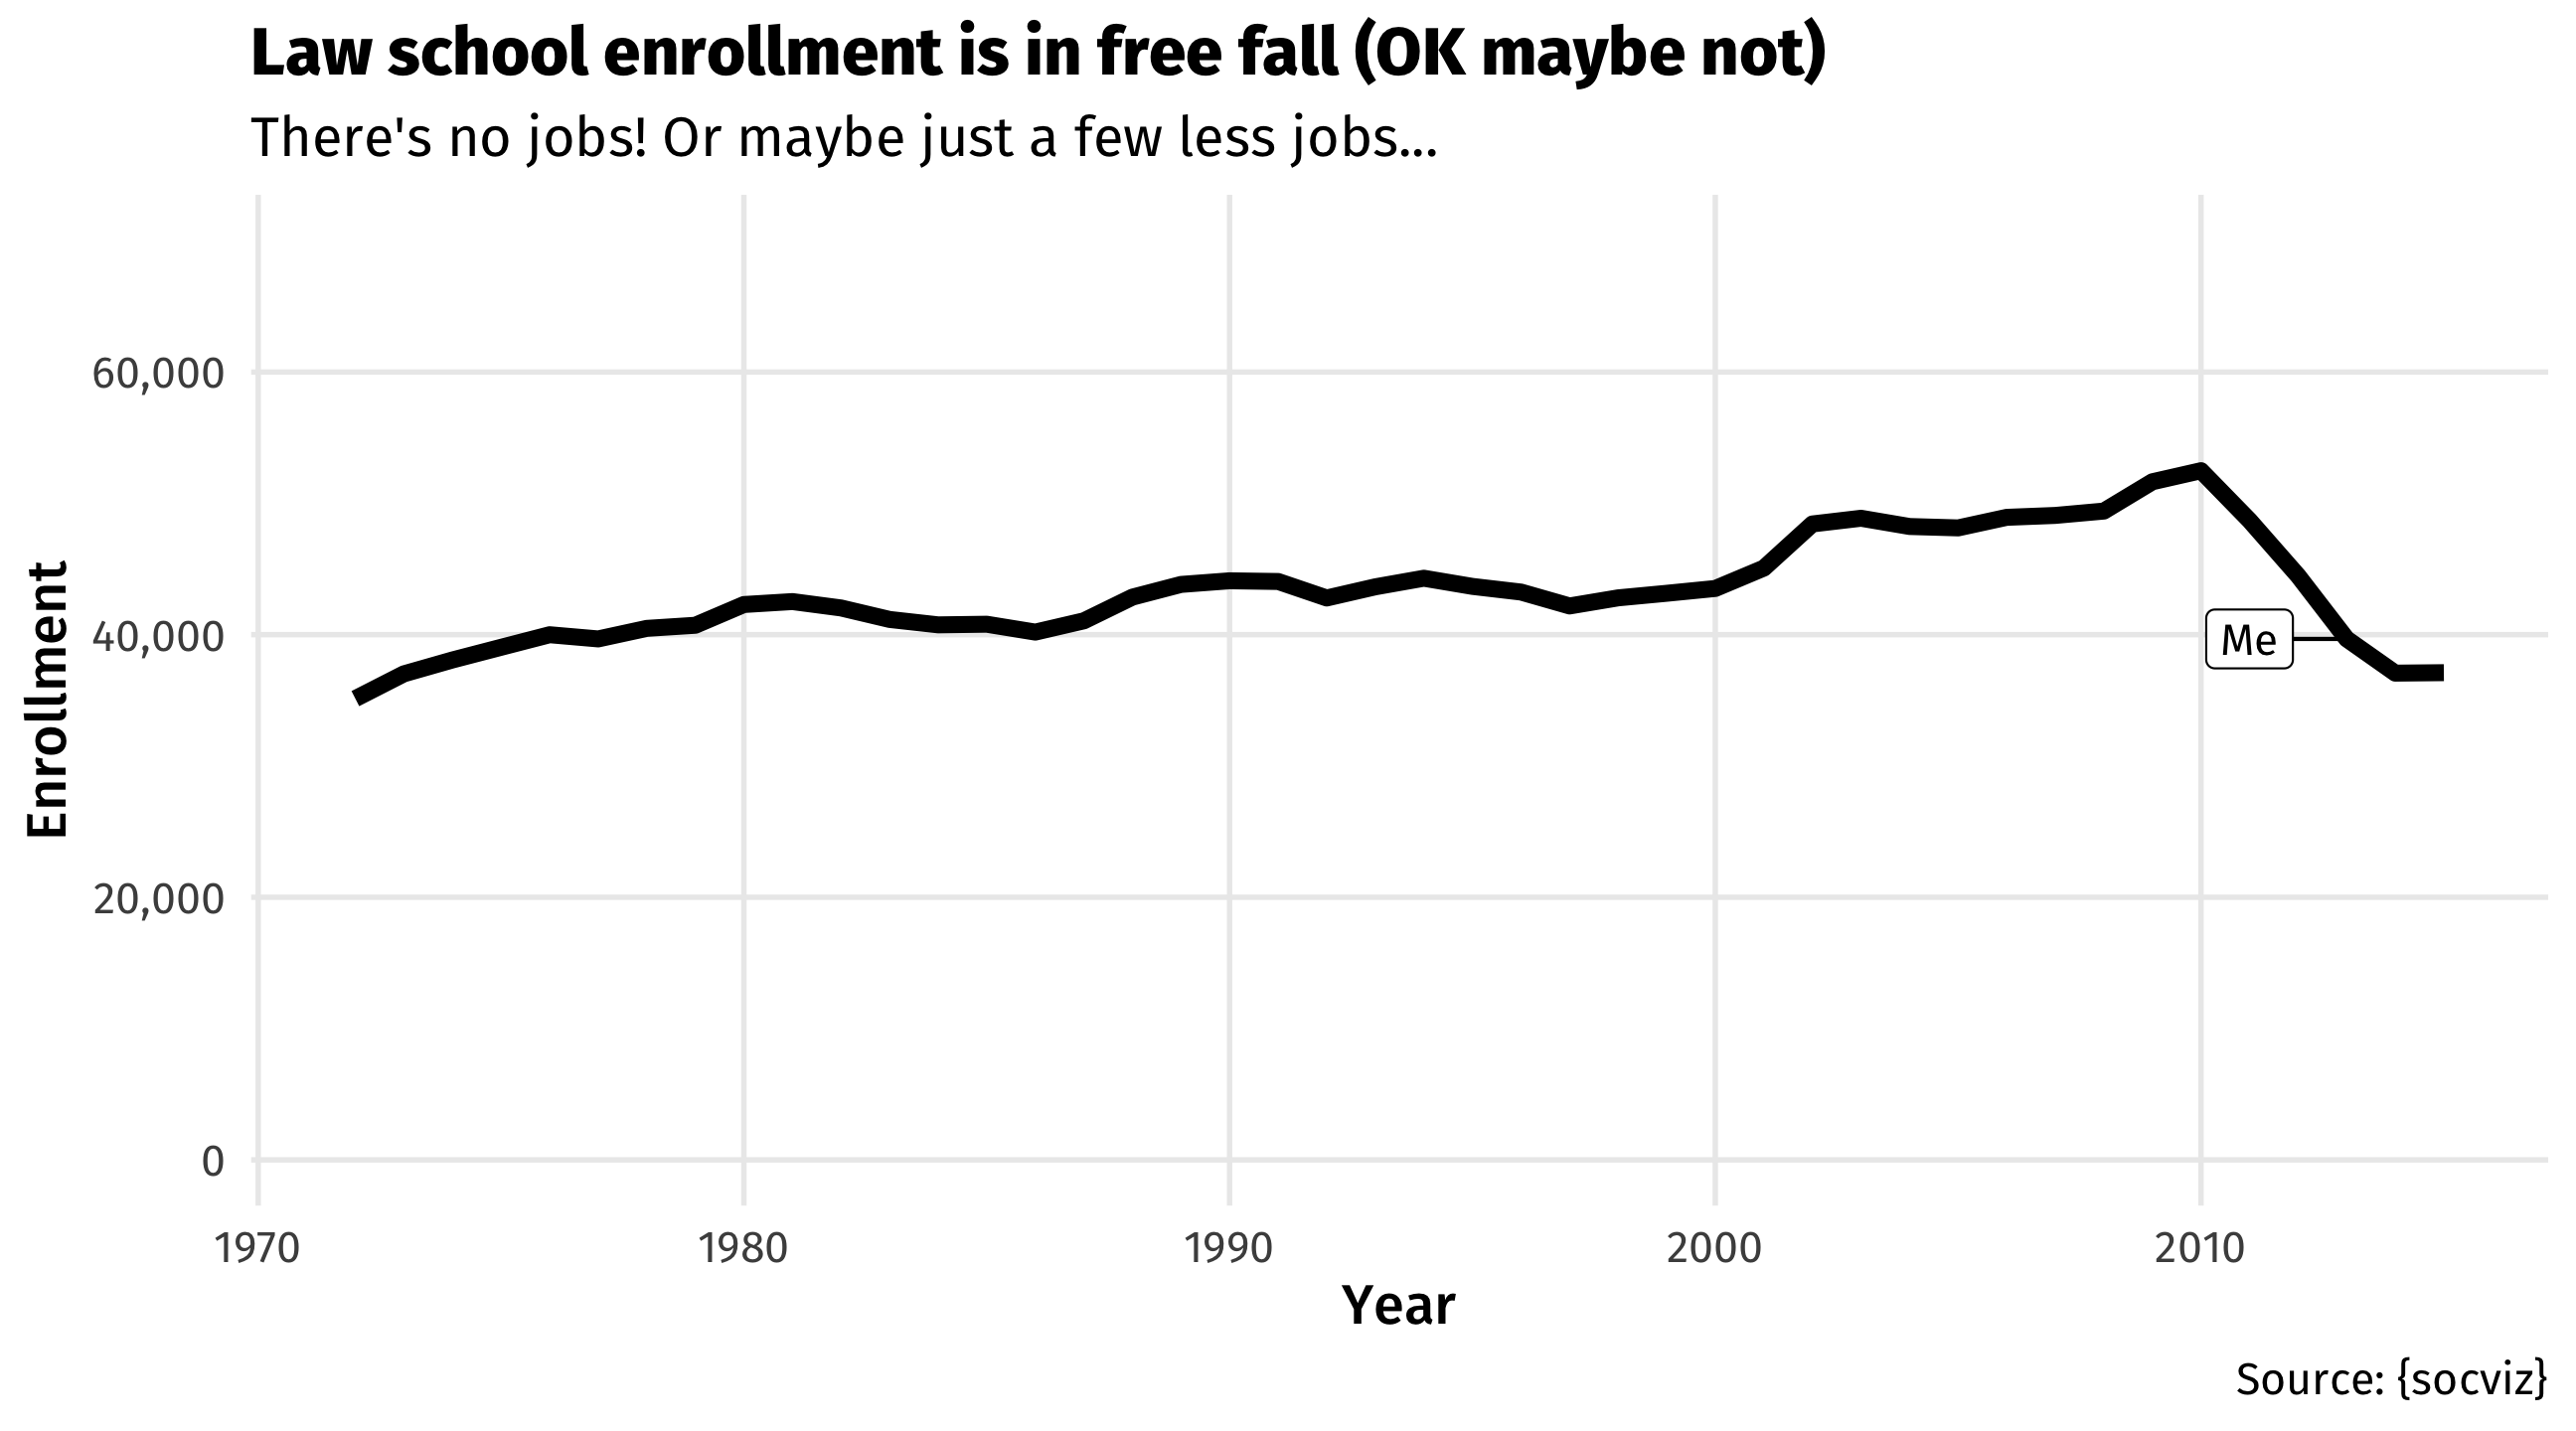 Law school enrollment is in free fall (OK maybe not)
There's no jobs! Or maybe just a few less jobs...
Enrollment
60,000
40,000
20,000
0
Me
1970 1980 1990 2000 2010
Year
Source: {socviz}